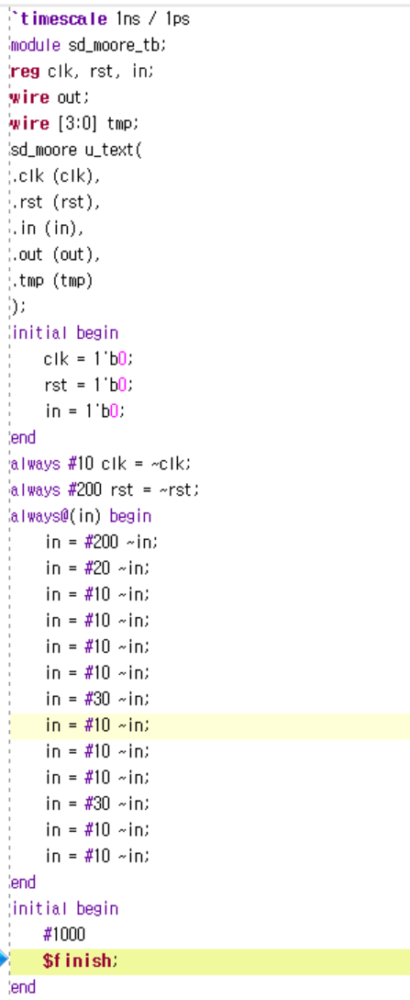 `timescale 1ns / 1ps
module sd_moore_tb;
reg clk, rst, in;
wire out;
wire [3:0] tmp;
sd_moore u_text(
.clk (clk),
.rst (rst),
.in (in),
.out (out),
.tmp (tmp)
);
initial begin
    clk = 1'b0;
    rst = 1'b0;
    in = 1'b0;
end
always #10 clk = ~clk;
always #200 rst = ~rst;
always@(in) begin
    in = #200 ~in;
    in = #20 ~in;
    in = #10 ~in;
    in = #10 ~in;
    in = #10 ~in;
    in = #10 ~in;
    in = #30 ~in;
    in = #10 ~in;
    in = #10 ~in;
    in = #10 ~in;
    in = #30 ~in;
    in = #10 ~in;
    in = #10 ~in;
end
initial begin
    #1000
    $finish;
end